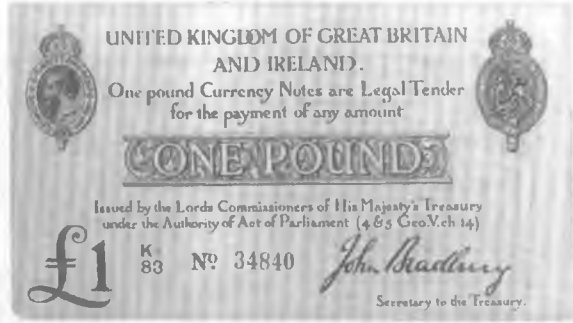 UNITED KINGDOM OF GREAT BRITAIN
AND IRELAND.
One pound Currency Notes are Legal Tender
for the payment of any amount
ONE POUND
Issued by the Lords Commissioners of His Majesty's Treasury
under the Authority of Act of Parliament (4 & 5 Geo.V.ch 14)
£1 K/83 Nº 34840 John Bradbury
Secretary to the Treasury.